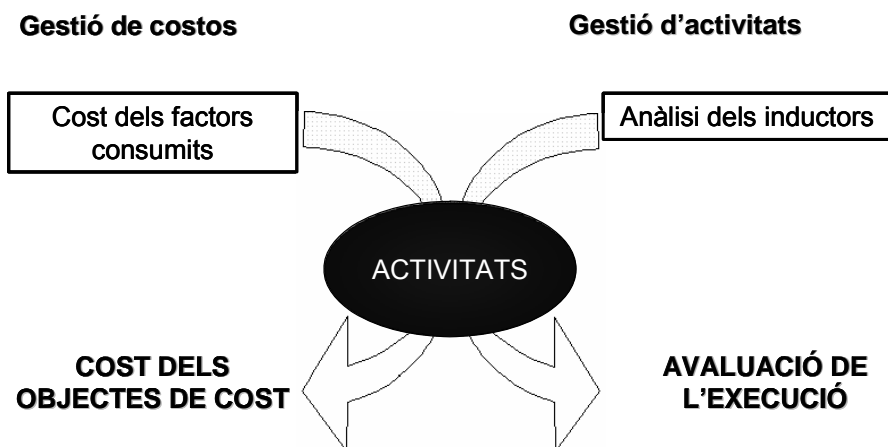 Gestió de costos
Gestió d'activitats
Cost dels factors
consumits
Anàlisi dels inductors
ACTIVITATS
COST DELS
OBJECTES DE COST
AVALUACIÓ DE
L'EXECUCIÓ